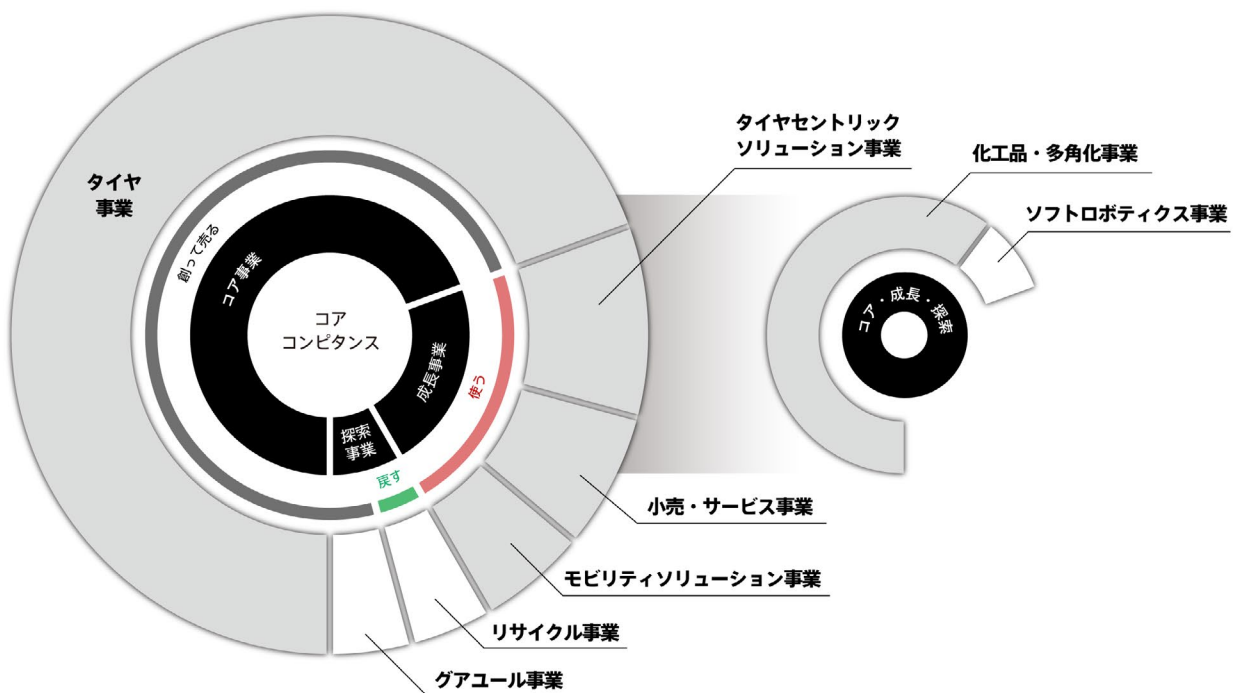 タイヤ
事業
創って売る
コア事業
コア
コンピタンス
成長事業
使う
探索
事業
戻す
タイヤセントリック
ソリューション事業
小売・サービス事業
モビリティソリューション事業
リサイクル事業
グアユール事業
化工品・多角化事業
ソフトロボティクス事業
コア・成長・探索